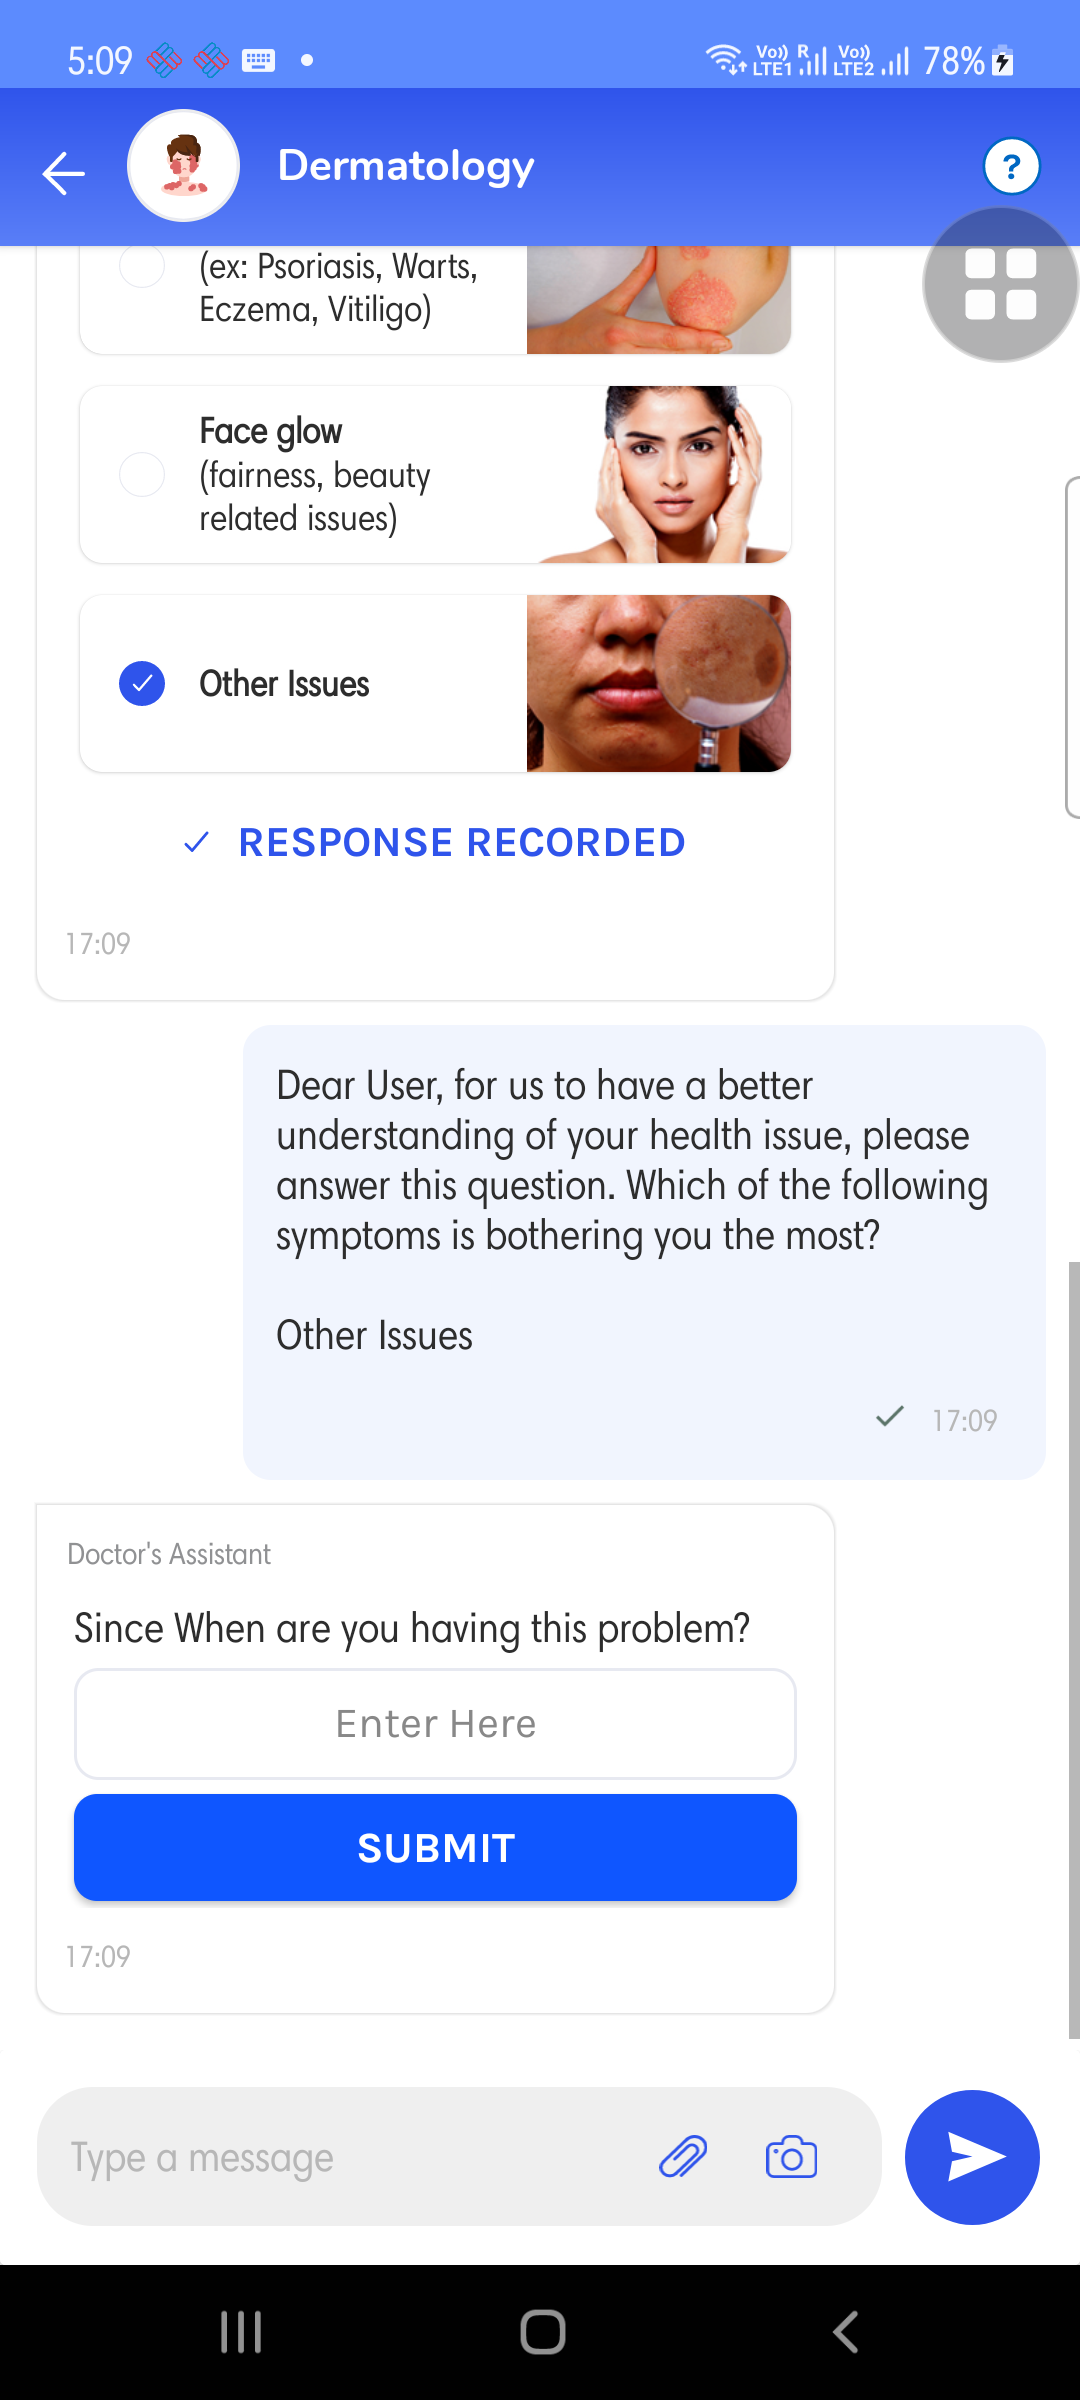 5:09
Vo)) R Vo))
LTE1 LTE2 78%
Dermatology
?
(ex: Psoriasis, Warts,
Eczema, Vitiligo)
Face glow
(fairness, beauty
related issues)
Other Issues
RESPONSE RECORDED
17:09
Dear User, for us to have a better
understanding of your health issue, please
answer this question. Which of the following
symptoms is bothering you the most?
Other Issues
17:09
Doctor's Assistant
Since When are you having this problem?
Enter Here
SUBMIT
17:09
Type a message